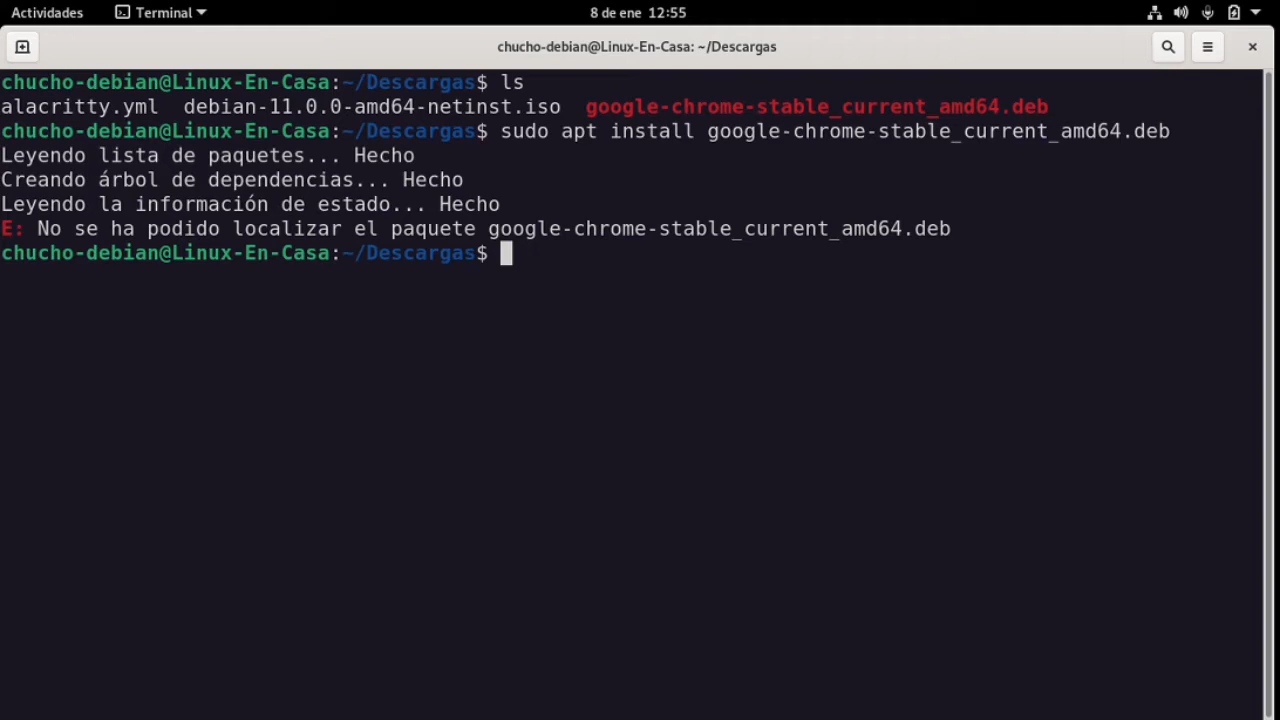 Actividades Terminal 8 de ene 12:55
chucho-debian@Linux-En-Casa: ~/Descargas
chucho-debian@Linux-En-Casa:~/Descargas$ ls
alacritty.yml debian-11.0.0-amd64-netinst.iso google-chrome-stable_current_amd64.deb
chucho-debian@Linux-En-Casa:~/Descargas$ sudo apt install google-chrome-stable_current_amd64.deb
Leyendo lista de paquetes... Hecho
Creando árbol de dependencias... Hecho
Leyendo la información de estado... Hecho
E: No se ha podido localizar el paquete google-chrome-stable_current_amd64.deb
chucho-debian@Linux-En-Casa:~/Descargas$